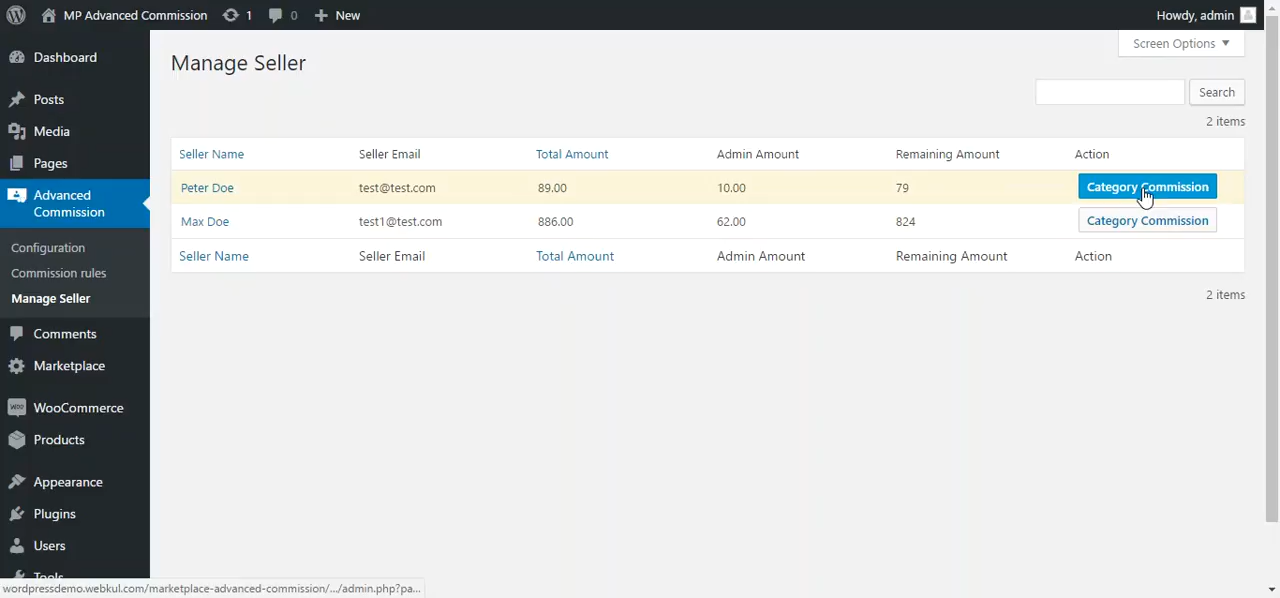 MP Advanced Commission 1 0 New Howdy, admin
Screen Options
Dashboard
Posts
Media
Pages
Advanced
Commission
Configuration
Commission rules
Manage Seller
Comments
Marketplace
WooCommerce
Products
Appearance
Plugins
Users
Tools
Manage Seller
Search
2 items
Seller Name Seller Email Total Amount Admin Amount Remaining Amount Action
Peter Doe test@test.com 89.00 10.00 79 Category Commission
Max Doe test1@test.com 886.00 62.00 824 Category Commission
Seller Name Seller Email Total Amount Admin Amount Remaining Amount Action
2 items
wordpressdemo.webkul.com/marketplace-advanced-commission/.../admin.php?pa...